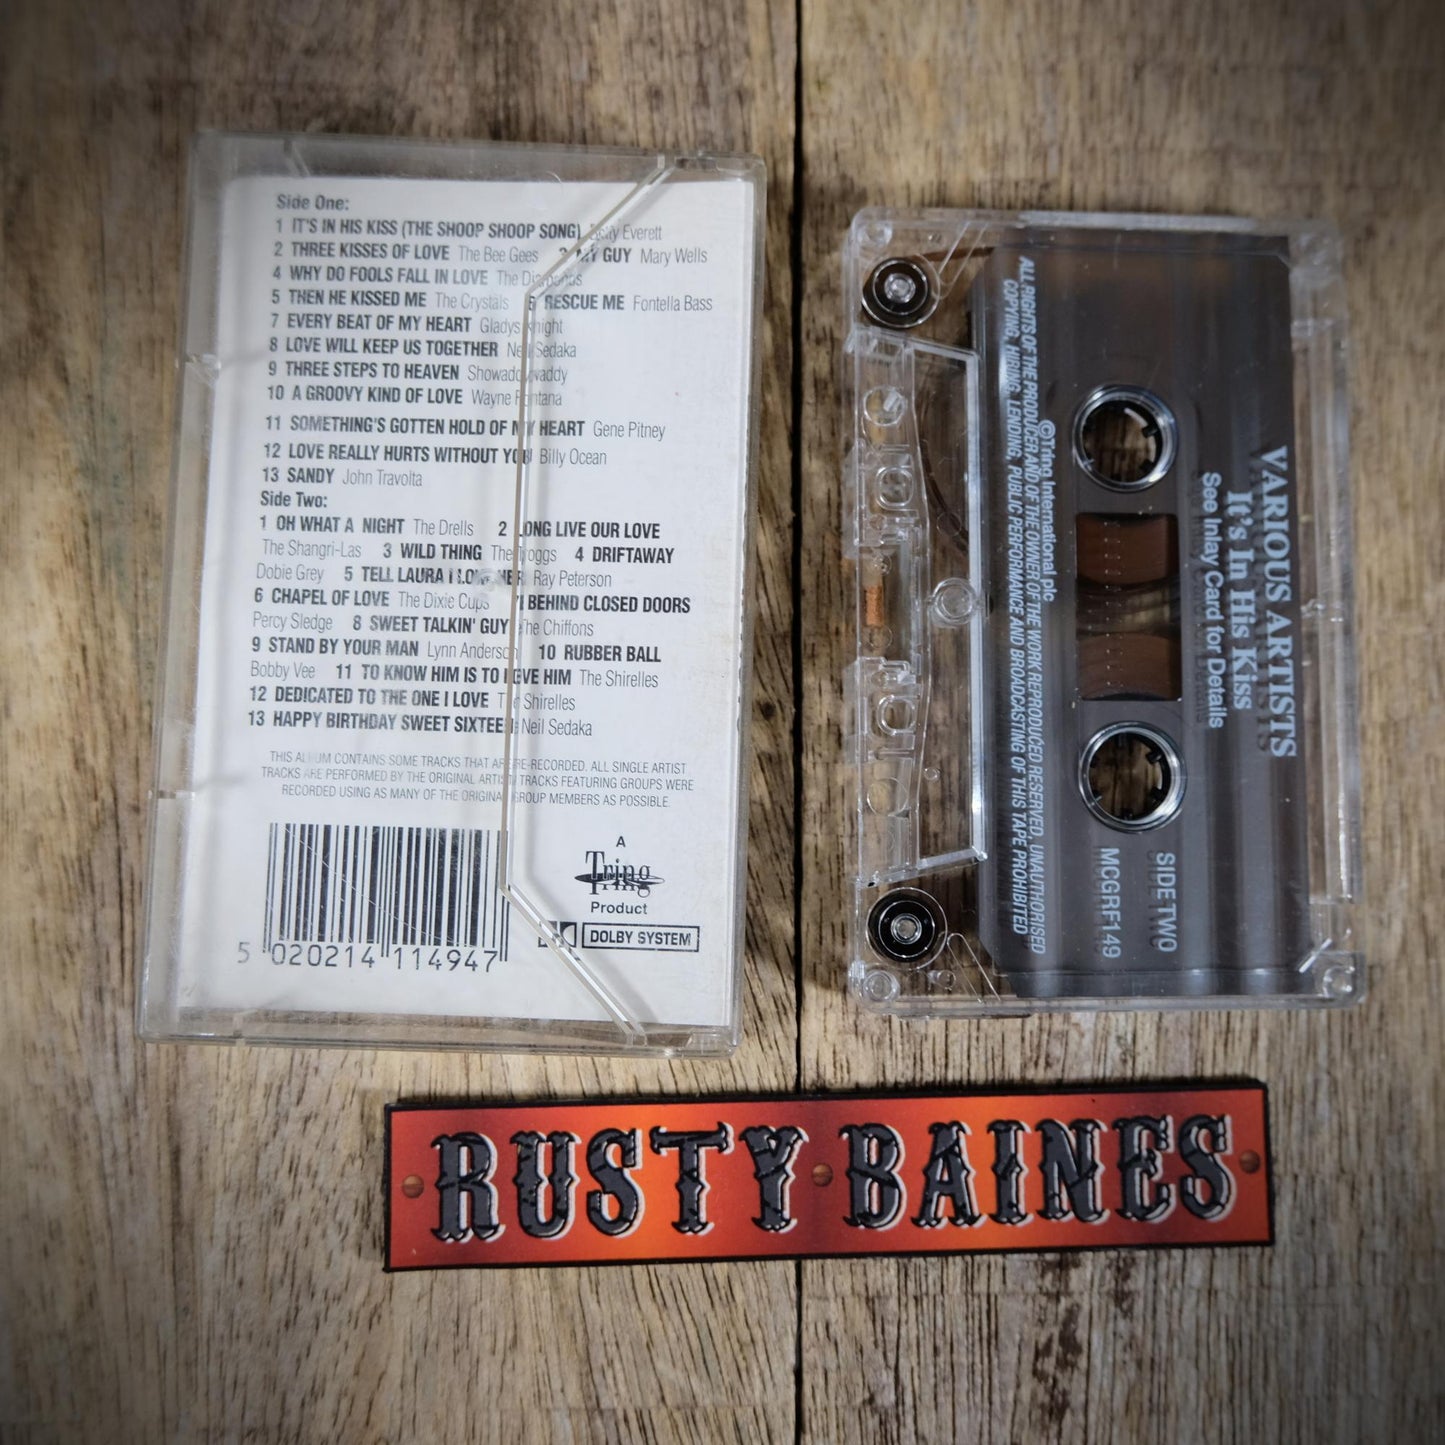 Side One:
1 IT'S IN HIS KISS (THE SHOOP SHOOP SONG) Betty Everett
2 THREE KISSES OF LOVE The Bee Gees 3 MY GUY Mary Wells
4 WHY DO FOOLS FALL IN LOVE The Diamonds
5 THEN HE KISSED ME The Crystals 6 RESCUE ME Fontella Bass
7 EVERY BEAT OF MY HEART Gladys Knight
8 LOVE WILL KEEP US TOGETHER Neil Sedaka
9 THREE STEPS TO HEAVEN Showaddywaddy
10 A GROOVY KIND OF LOVE Wayne Fontana
11 SOMETHING'S GOTTEN HOLD OF MY HEART Gene Pitney
12 LOVE REALLY HURTS WITHOUT YOU Billy Ocean
13 SANDY John Travolta
Side Two:
1 OH WHAT A NIGHT The Drells 2 LONG LIVE OUR LOVE
The Shangri-Las 3 WILD THING The Troggs 4 DRIFTAWAY
Dobie Grey 5 TELL LAURA I LOVE HER Ray Peterson
6 CHAPEL OF LOVE The Dixie Cups 7 BEHIND CLOSED DOORS
Percy Sledge 8 SWEET TALKIN' GUY The Chiffons
9 STAND BY YOUR MAN Lynn Anderson 10 RUBBER BALL
Bobby Vee 11 TO KNOW HIM IS TO LOVE HIM The Shirelles
12 DEDICATED TO THE ONE I LOVE The Shirelles
13 HAPPY BIRTHDAY SWEET SIXTEEN Neil Sedaka
THIS ALBUM CONTAINS SOME TRACKS THAT ARE RE-RECORDED. ALL SINGLE ARTIST
TRACKS ARE PERFORMED BY THE ORIGINAL ARTIST. TRACKS FEATURING GROUPS WERE
RECORDED USING AS MANY OF THE ORIGINAL GROUP MEMBERS AS POSSIBLE.
A
Tring
Product
DOLBY SYSTEM
5 020214 114947
VARIOUS ARTISTS
It's In His Kiss
See Inlay Card for Details
SIDE TWO
MCGRF149
©Tring International plc
ALL RIGHTS OF THE PRODUCER AND OF THE OWNER OF THE WORK REPRODUCED RESERVED, UNAUTHORISED
COPYING, HIRING, LENDING, PUBLIC PERFORMANCE AND BROADCASTING OF THIS TAPE PROHIBITED
RUSTY BAINES